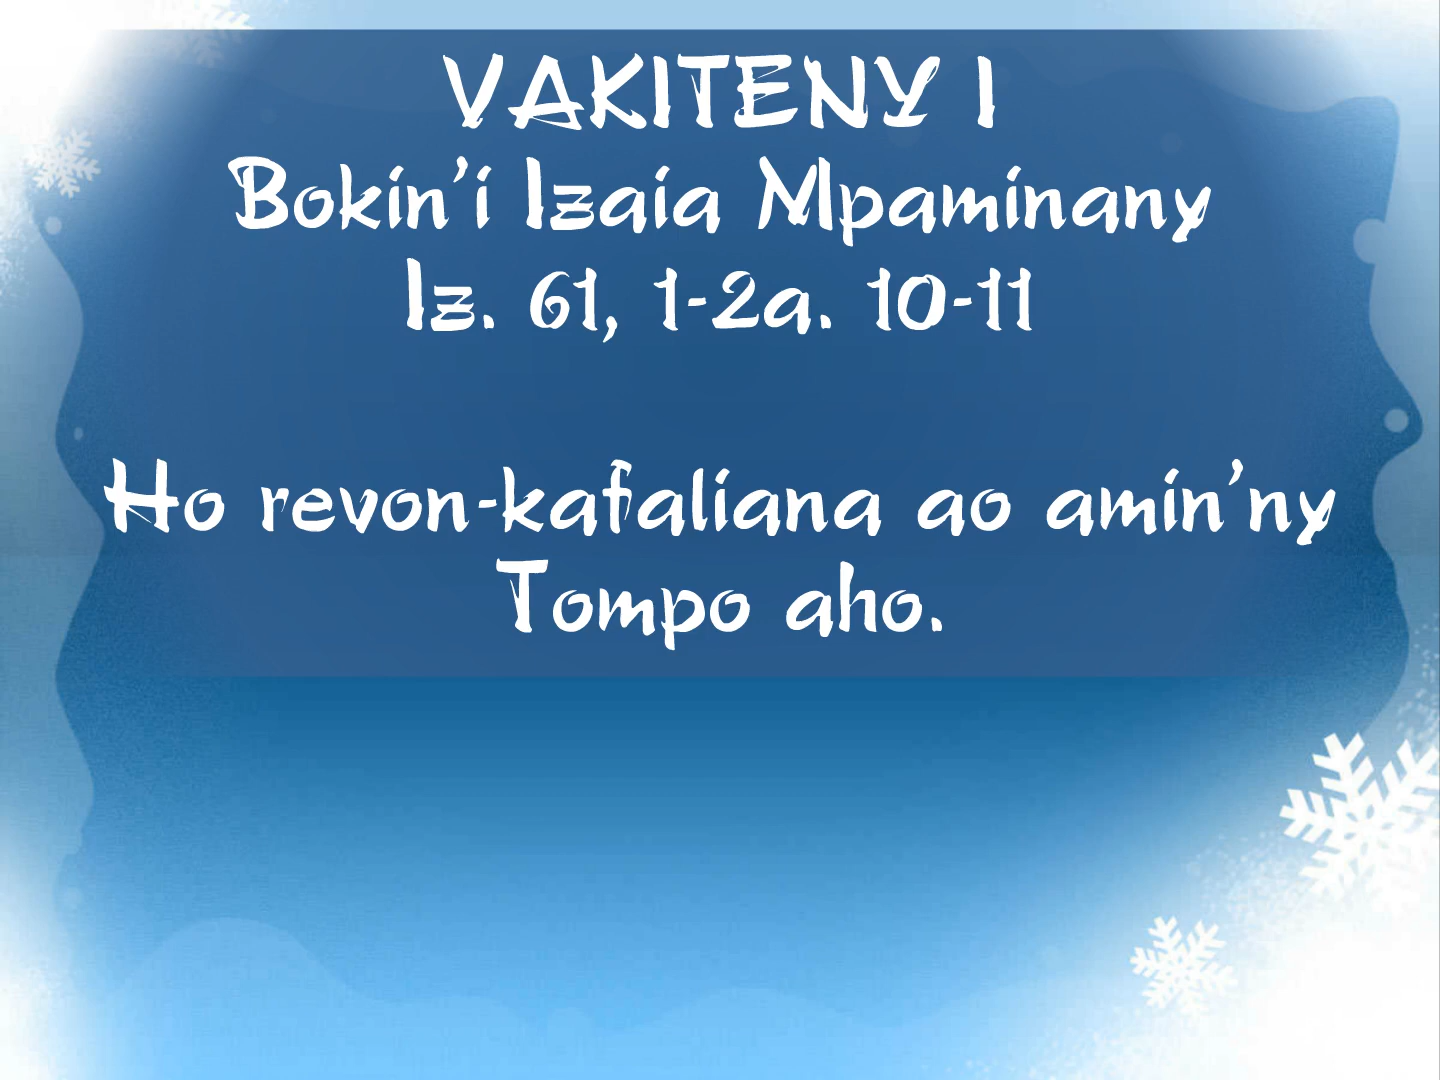 VAKITENY I
Bokin’i Izaia Mpaminany
Iz. 61, 1-2a. 10-11
Ho revon-kafaliana ao amin’ny
Tompo aho.